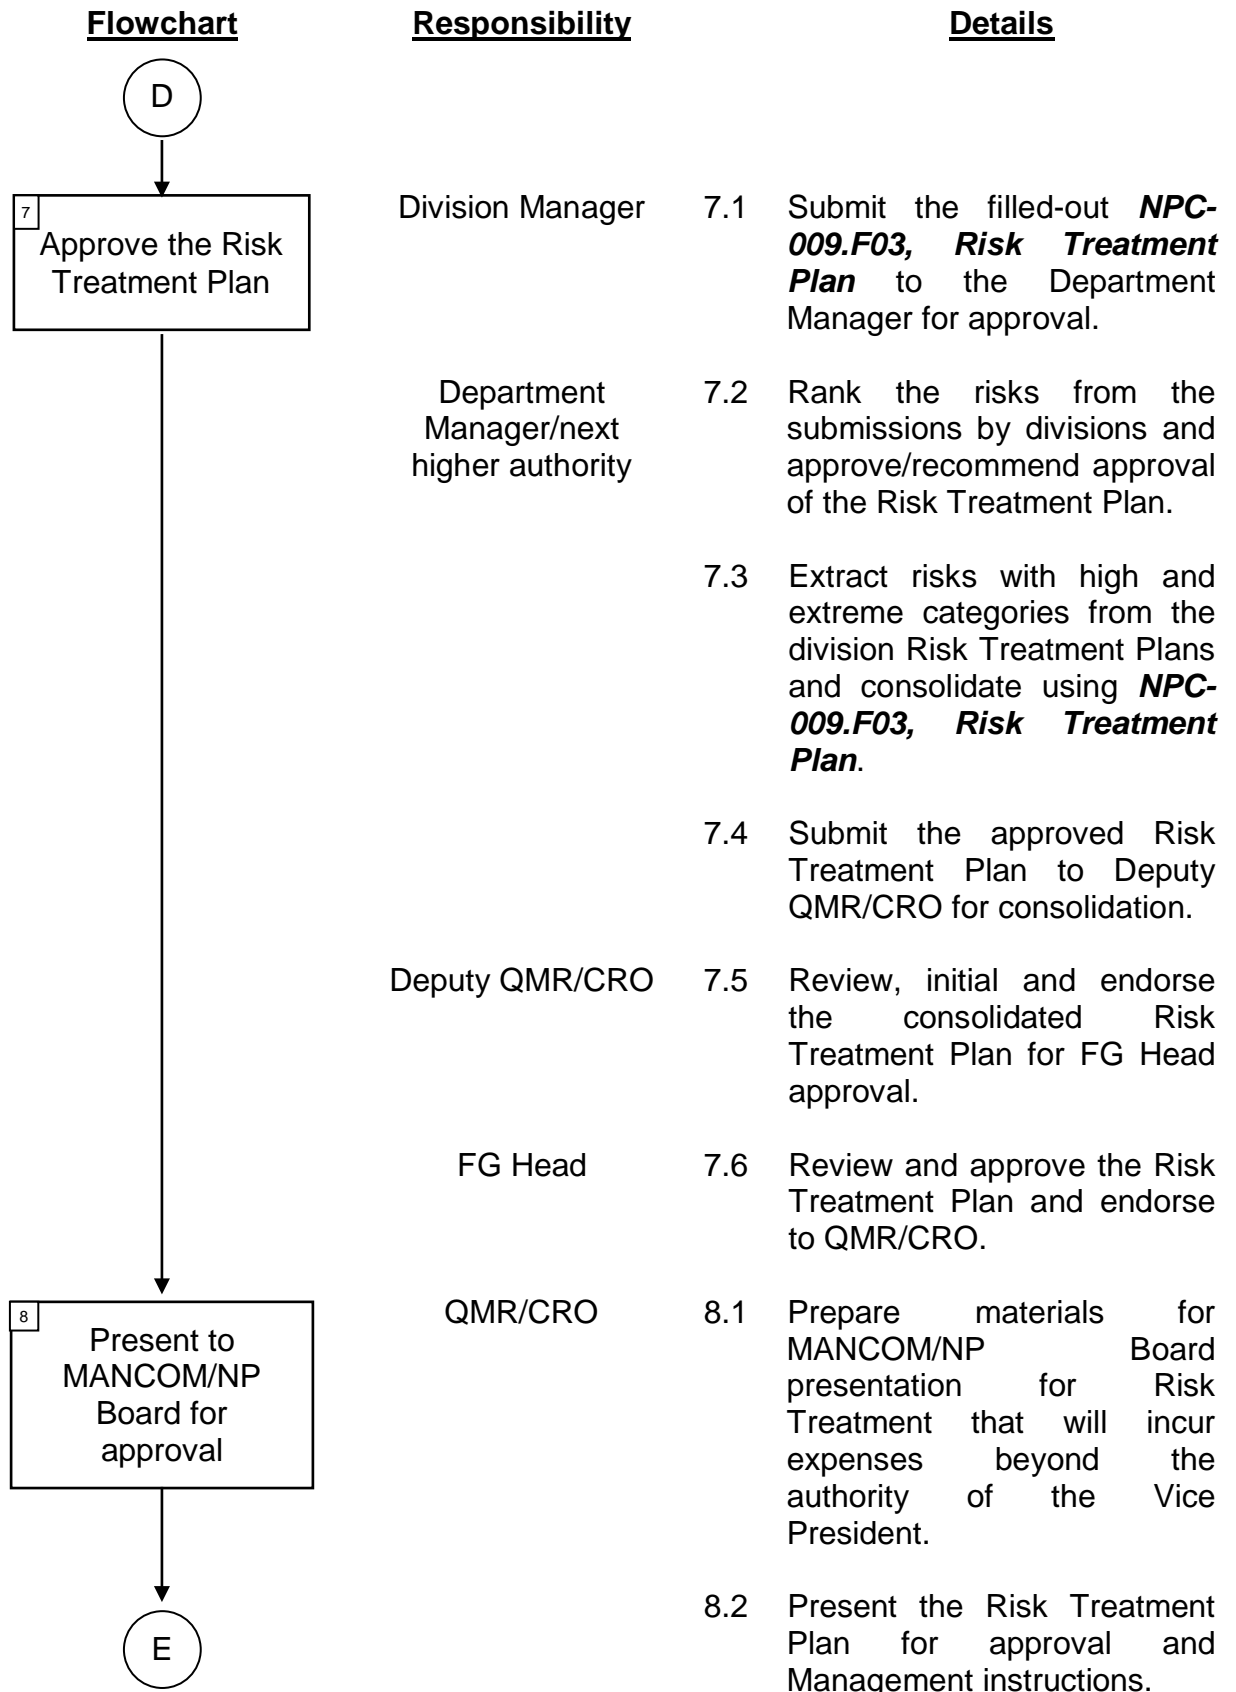 Flowchart Responsibility Details
D
7
Approve the Risk
Treatment Plan
Division Manager
7.1 Submit the filled-out NPC-
009.F03, Risk Treatment
Plan to the Department
Manager for approval.
Department
Manager/next
higher authority
7.2 Rank the risks from the
submissions by divisions and
approve/recommend approval
of the Risk Treatment Plan.
7.3 Extract risks with high and
extreme categories from the
division Risk Treatment Plans
and consolidate using NPC-
009.F03, Risk Treatment
Plan.
7.4 Submit the approved Risk
Treatment Plan to Deputy
QMR/CRO for consolidation.
Deputy QMR/CRO
7.5 Review, initial and endorse
the consolidated Risk
Treatment Plan for FG Head
approval.
FG Head
7.6 Review and approve the Risk
Treatment Plan and endorse
to QMR/CRO.
8
Present to
MANCOM/NP
Board for
approval
QMR/CRO
8.1 Prepare materials for
MANCOM/NP Board
presentation for Risk
Treatment that will incur
expenses beyond the
authority of the Vice
President.
8.2 Present the Risk Treatment
Plan for approval and
Management instructions.
E